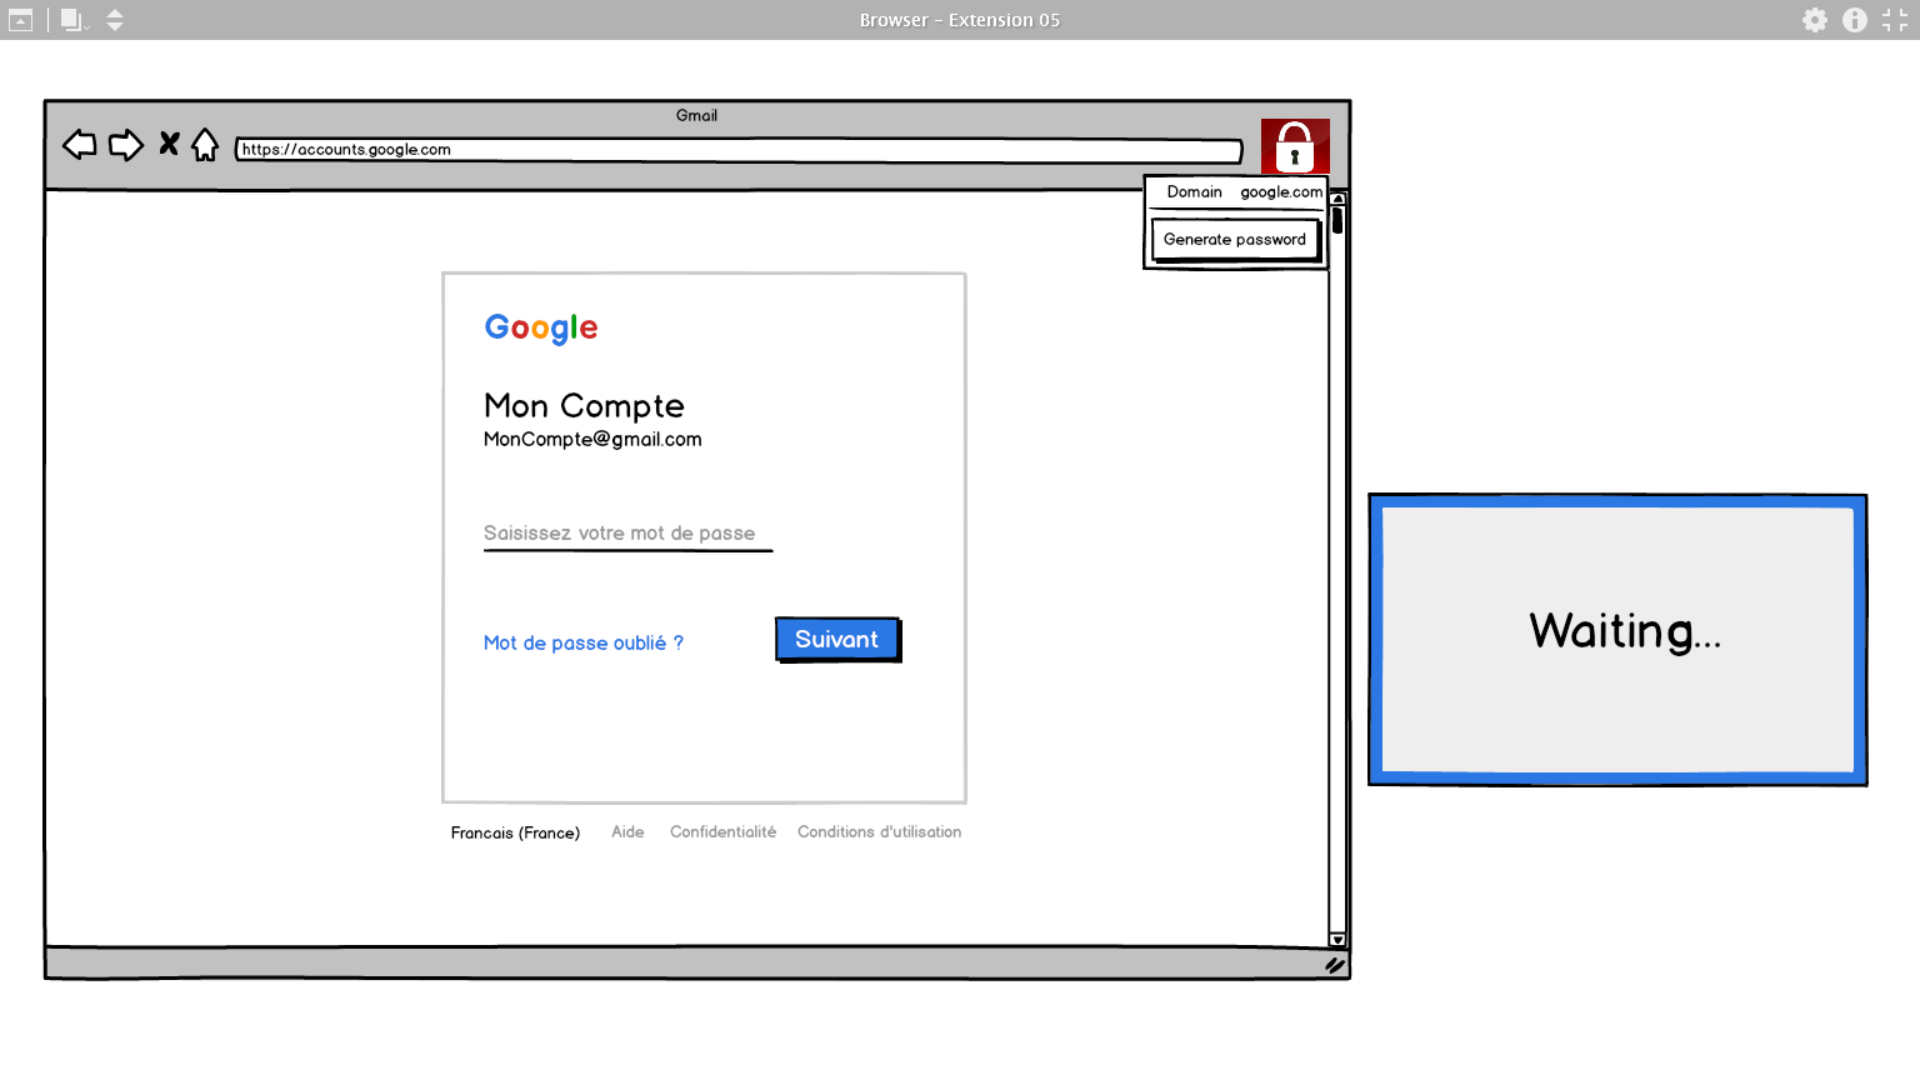 Browser - Extension 05
Gmail
https://accounts.google.com
Domain google.com
Generate password
Google
Mon Compte
MonCompte@gmail.com
Saisissez votre mot de passe
Mot de passe oublié ?
Suivant
Waiting...
Francais (France) Aide Confidentialité Conditions d'utilisation